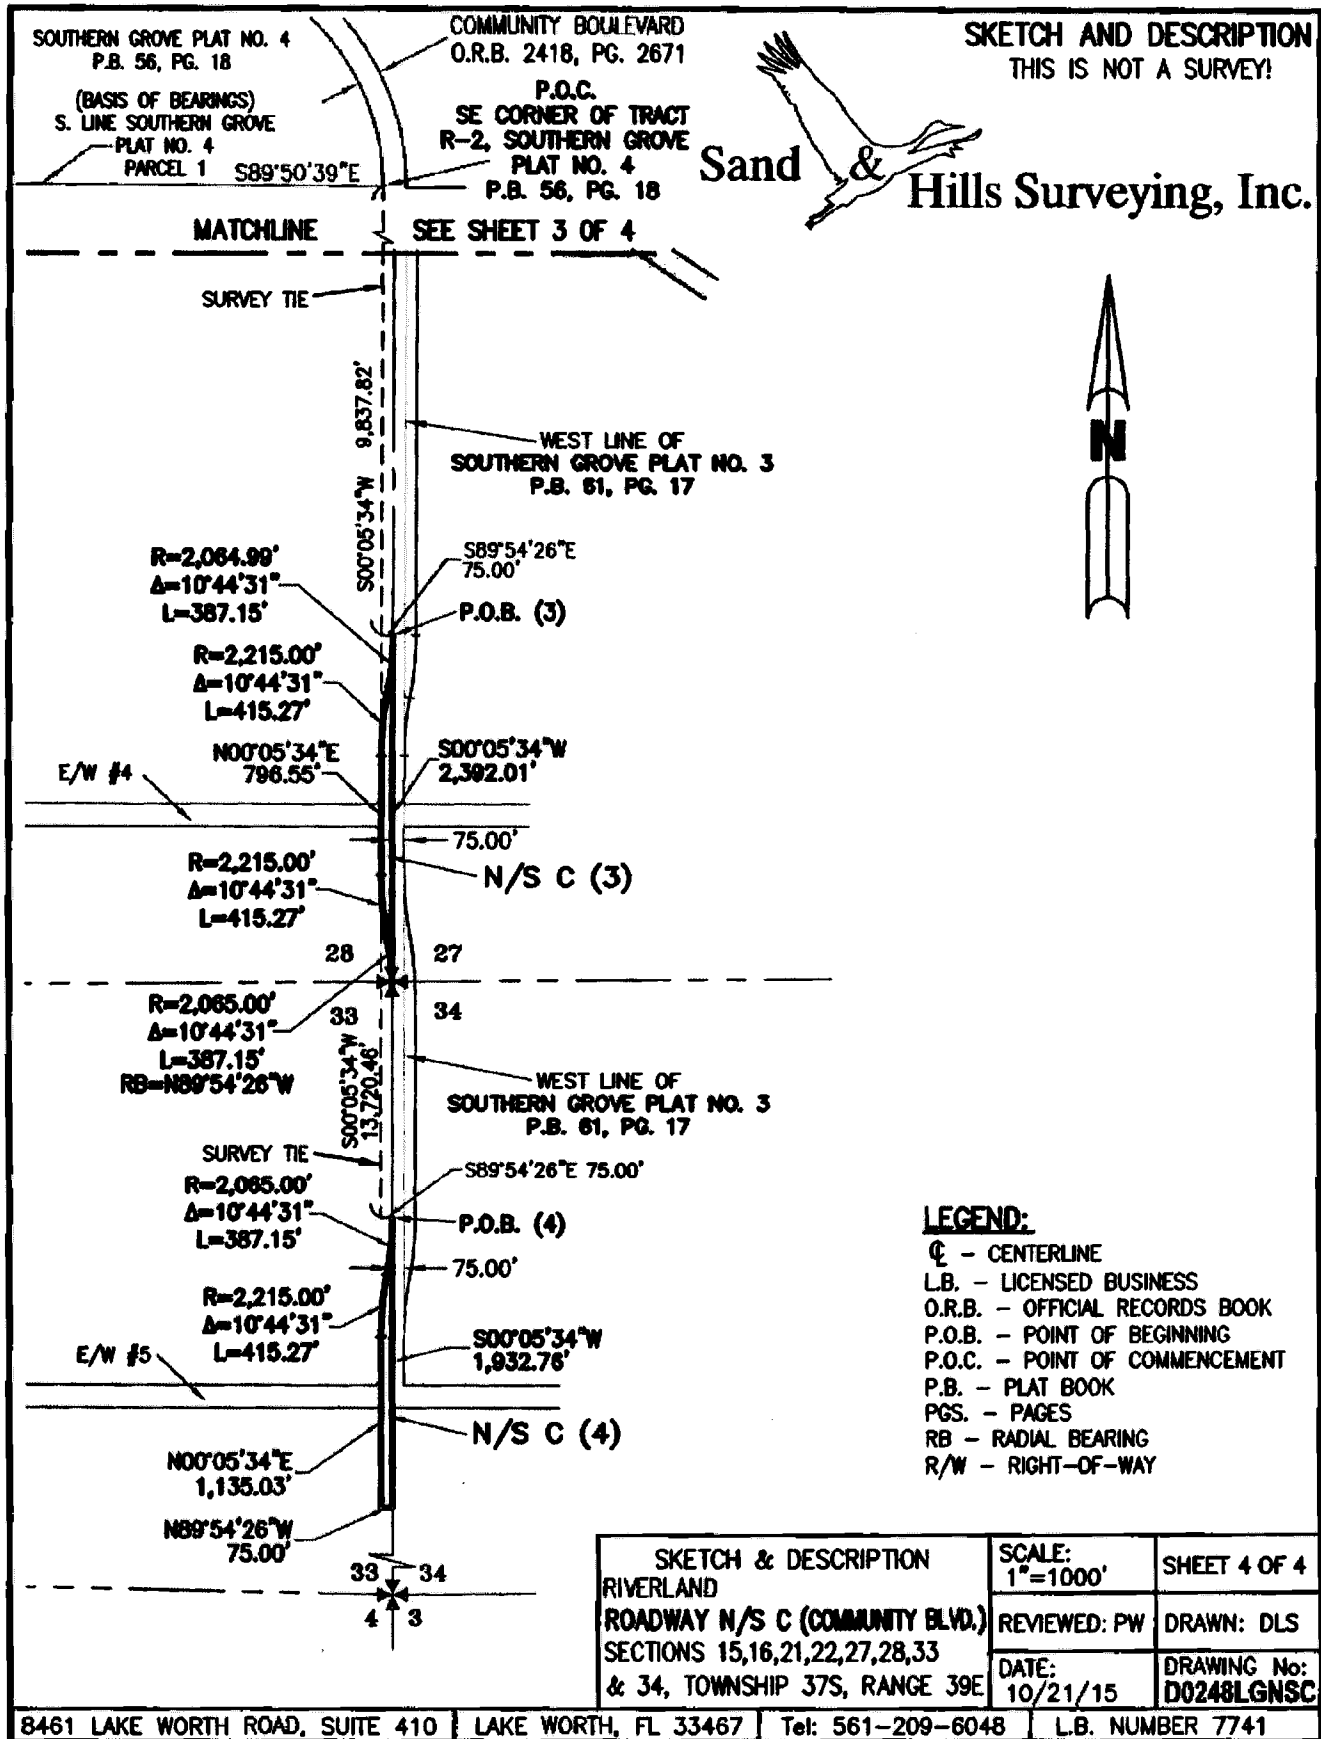 SOUTHERN GROVE PLAT NO. 4
P.B. 56, PG. 18
(BASIS OF BEARINGS)
S. LINE SOUTHERN GROVE
PLAT NO. 4
PARCEL 1
S89°50'39"E
COMMUNITY BOULEVARD
O.R.B. 2418, PG. 2671
P.O.C.
SE CORNER OF TRACT
R-2, SOUTHERN GROVE
PLAT NO. 4
P.B. 56, PG. 18
SKETCH AND DESCRIPTION
THIS IS NOT A SURVEY!
Sand &
Hills Surveying, Inc.
MATCHLINE SEE SHEET 3 OF 4
SURVEY TIE
S00°05'34"W 9,837.82'
WEST LINE OF
SOUTHERN GROVE PLAT NO. 3
P.B. 61, PG. 17
N
R=2,064.99'
Δ=10°44'31"
L=387.15'
S89°54'26"E
75.00'
P.O.B. (3)
R=2,215.00'
Δ=10°44'31"
L=415.27'
N00°05'34"E
796.55'
S00°05'34"W
2,392.01'
E/W #4
75.00'
R=2,215.00'
Δ=10°44'31"
L=415.27'
N/S C (3)
28 27
33 34
R=2,065.00'
Δ=10°44'31"
L=387.15'
RB=N89°54'26"W
S00°05'34"W
13,720.46'
WEST LINE OF
SOUTHERN GROVE PLAT NO. 3
P.B. 61, PG. 17
SURVEY TIE
S89°54'26"E 75.00'
R=2,065.00'
Δ=10°44'31"
L=387.15'
P.O.B. (4)
75.00'
R=2,215.00'
Δ=10°44'31"
L=415.27'
S00°05'34"W
1,932.76'
E/W #5
N/S C (4)
N00°05'34"E
1,135.03'
N89°54'26"W
75.00'
33 34
4 3
LEGEND:
℄ - CENTERLINE
L.B. - LICENSED BUSINESS
O.R.B. - OFFICIAL RECORDS BOOK
P.O.B. - POINT OF BEGINNING
P.O.C. - POINT OF COMMENCEMENT
P.B. - PLAT BOOK
PGS. - PAGES
RB - RADIAL BEARING
R/W - RIGHT-OF-WAY
SKETCH & DESCRIPTION
RIVERLAND
ROADWAY N/S C (COMMUNITY BLVD.)
SECTIONS 15,16,21,22,27,28,33
& 34, TOWNSHIP 37S, RANGE 39E
SCALE:
1"=1000'
SHEET 4 OF 4
REVIEWED: PW
DRAWN: DLS
DATE:
10/21/15
DRAWING No:
D0248LGNSC
8461 LAKE WORTH ROAD, SUITE 410 LAKE WORTH, FL 33467 Tel: 561-209-6048 L.B. NUMBER 7741